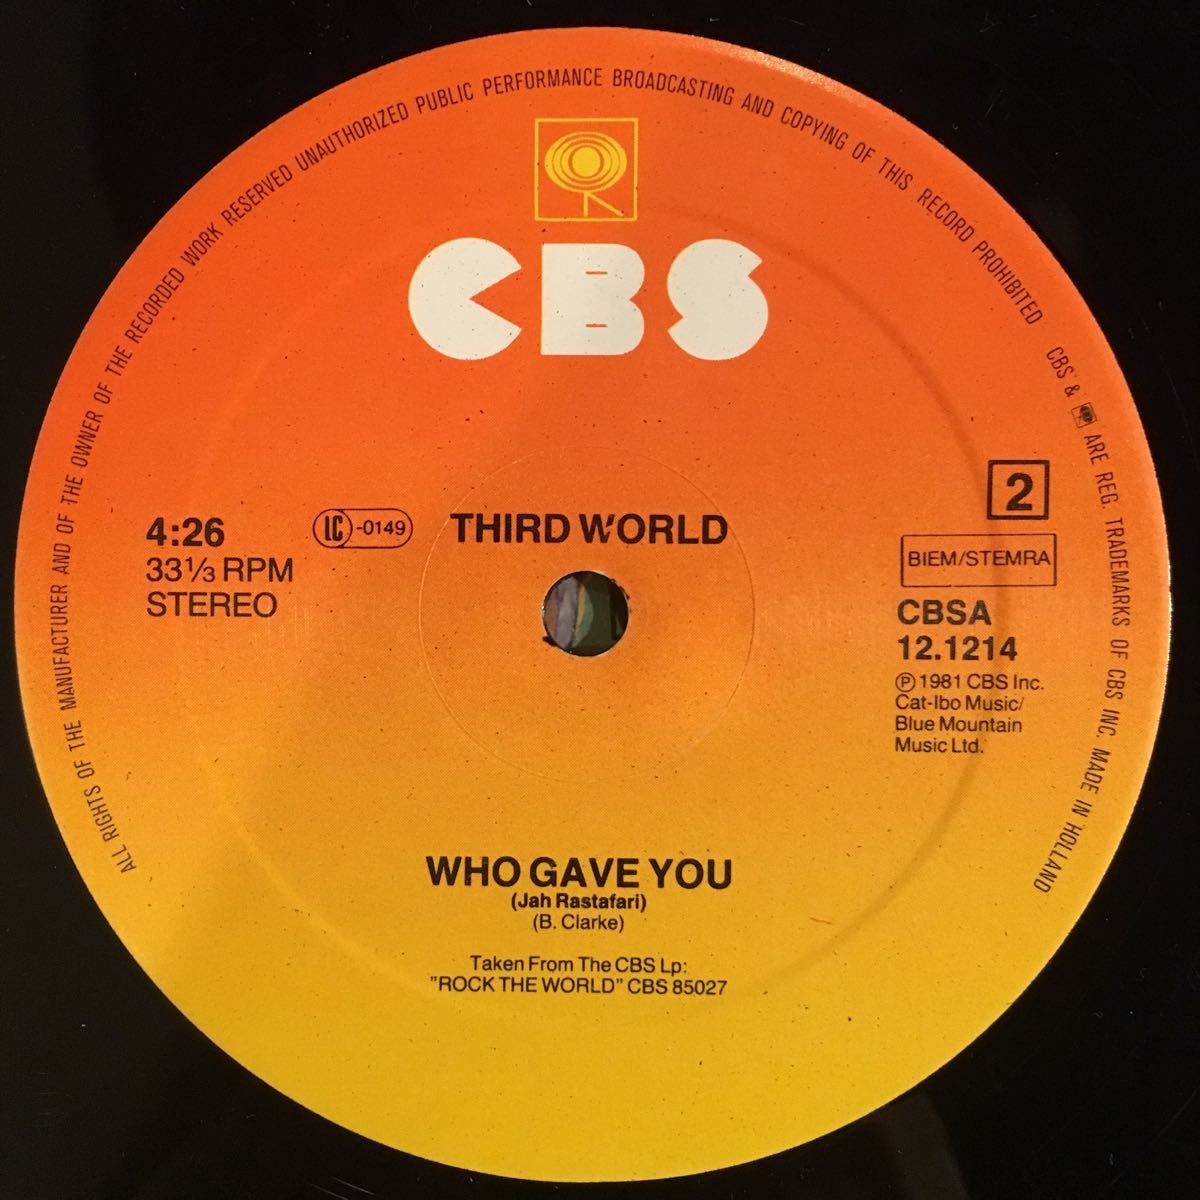 ALL RIGHTS OF THE MANUFACTURER AND OF THE OWNER OF THE RECORDED WORK RESERVED UNAUTHORIZED PUBLIC PERFORMANCE BROADCASTING AND COPYING OF THIS RECORD PROHIBITED CBS & ARE REG. TRADEMARKS OF CBS INC. MADE IN HOLLAND
CBS
2
4:26
33⅓ RPM
STEREO
LC-0149
THIRD WORLD
BIEM/STEMRA
CBSA
12.1214
℗ 1981 CBS Inc.
Cat-Ibo Music/
Blue Mountain
Music Ltd.
WHO GAVE YOU
(Jah Rastafari)
(B. Clarke)
Taken From The CBS Lp:
"ROCK THE WORLD" CBS 85027